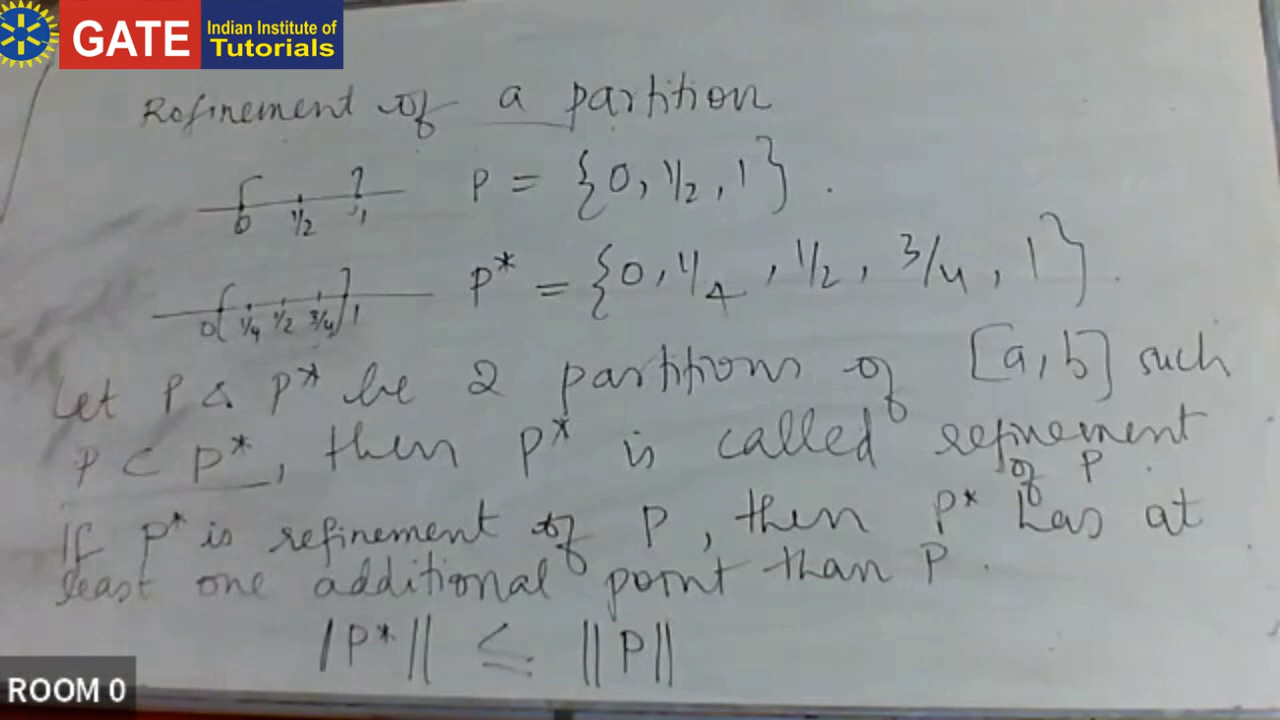 GATE
Indian Institute of
Tutorials
Refinement of a partition
0 1/2 1
P = {0, 1/2, 1} .
0 1/4 1/2 3/4 1
P* = {0, 1/4, 1/2, 3/4, 1} .
Let P & P* be 2 partitions of [a, b] such
P ⊂ P*, then P* is called refinement
of P .
If P* is refinement of P, then P* has at
least one additional point than P .
|P*|| ≤ ||P||
ROOM 0